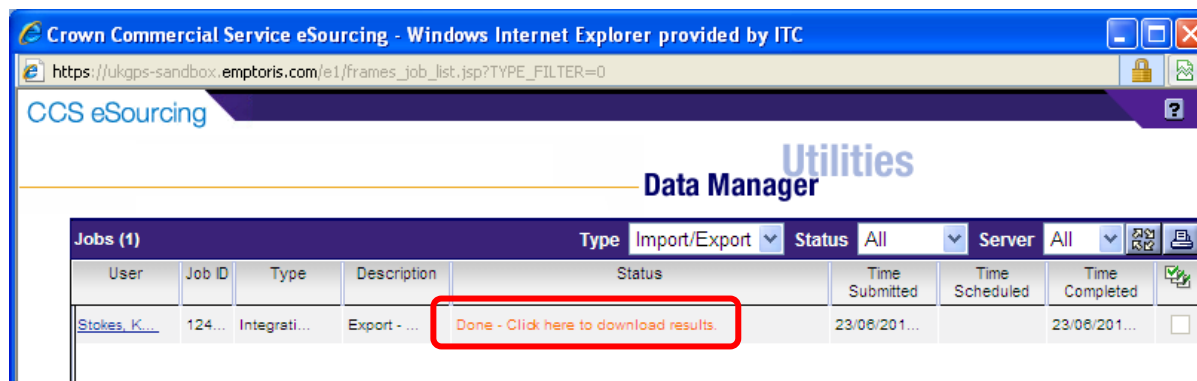 Crown Commercial Service eSourcing - Windows Internet Explorer provided by ITC
https://ukgps-sandbox.emptoris.com/e1/frames_job_list.jsp?TYPE_FILTER=0
CCS eSourcing
Utilities
Data Manager
Jobs (1) Type Import/Export Status All Server All
User Job ID Type Description Status Time Submitted Time Scheduled Time Completed
Stokes, K... 124... Integrati... Export - ... Done - Click here to download results. 23/06/201... 23/06/201...